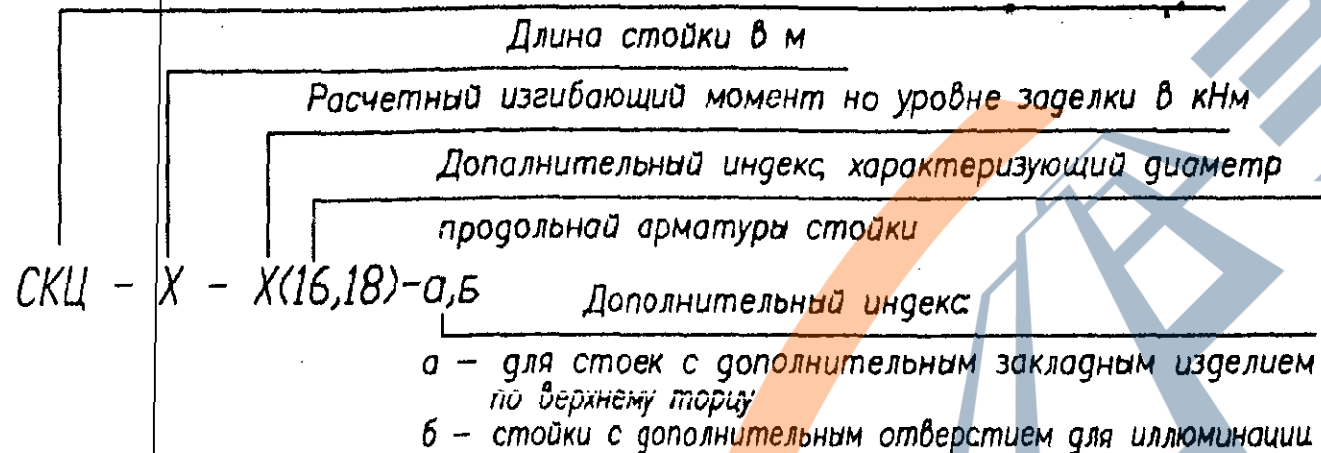 Длина стойки в м
Расчетный изгибающий момент но уровне заделки в кНм
Допалнительный индекс, характеризующий диаметр
продольной арматуры стойки
СКЦ - Х - Х(16,18)-а,Б
Дополнительный индекс
а - для стоек с дополнительным закладным изделием
по верхнему торцу
б - стойки с дополнительным отверстием для иллюминации